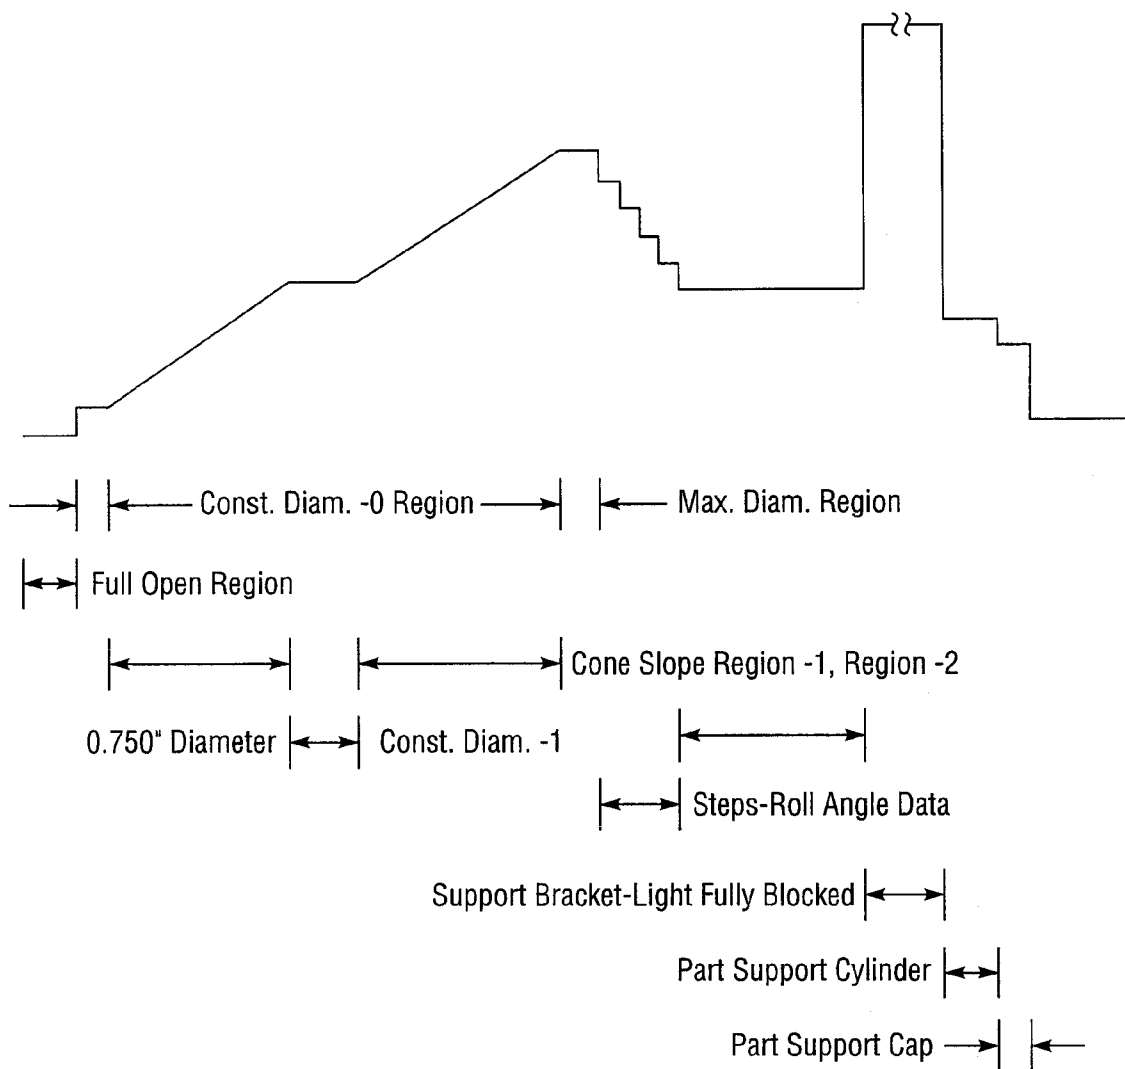 Const. Diam. -0 Region
Max. Diam. Region
Full Open Region
Cone Slope Region -1, Region -2
0.750" Diameter
Const. Diam. -1
Steps-Roll Angle Data
Support Bracket-Light Fully Blocked
Part Support Cylinder
Part Support Cap